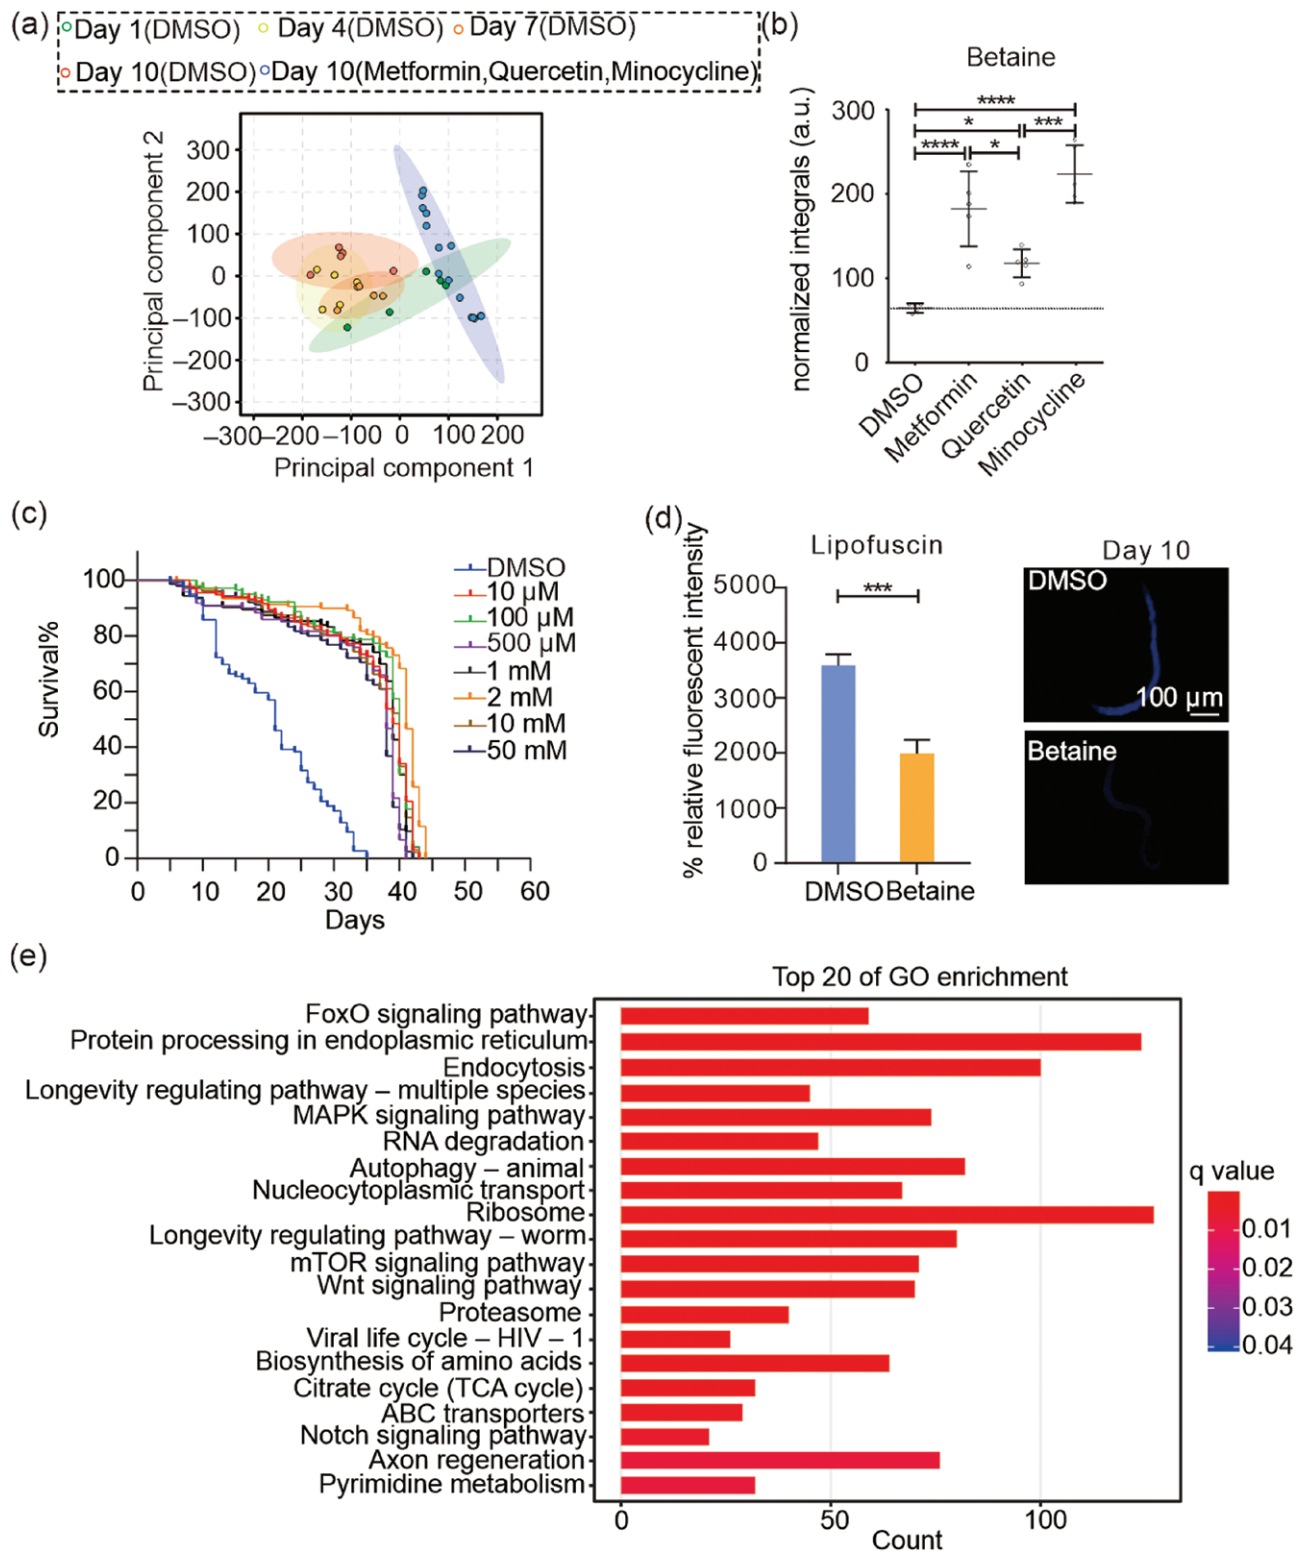 (a)
Day 1(DMSO) Day 4(DMSO) Day 7(DMSO)
Day 10(DMSO) Day 10(Metformin,Quercetin,Minocycline)
Principal component 2
300
200
100
0
–100
–200
–300
–300 –200 –100 0 100 200
Principal component 1
(b)
Betaine
normalized integrals (a.u.)
300
200
100
0
****
* ***
**** *
DMSO
Metformin
Quercetin
Minocycline
(c)
Survival%
100
80
60
40
20
0
0 10 20 30 40 50 60
Days
DMSO
10 μM
100 μM
500 μM
1 mM
2 mM
10 mM
50 mM
(d)
Lipofuscin
% relative fluorescent intensity
5000
4000
3000
2000
1000
0
***
DMSO Betaine
Day 10
DMSO
100 μm
Betaine
(e)
Top 20 of GO enrichment
FoxO signaling pathway
Protein processing in endoplasmic reticulum
Endocytosis
Longevity regulating pathway – multiple species
MAPK signaling pathway
RNA degradation
Autophagy – animal
Nucleocytoplasmic transport
Ribosome
Longevity regulating pathway – worm
mTOR signaling pathway
Wnt signaling pathway
Proteasome
Viral life cycle – HIV – 1
Biosynthesis of amino acids
Citrate cycle (TCA cycle)
ABC transporters
Notch signaling pathway
Axon regeneration
Pyrimidine metabolism
0 50 100
Count
q value
0.01
0.02
0.03
0.04